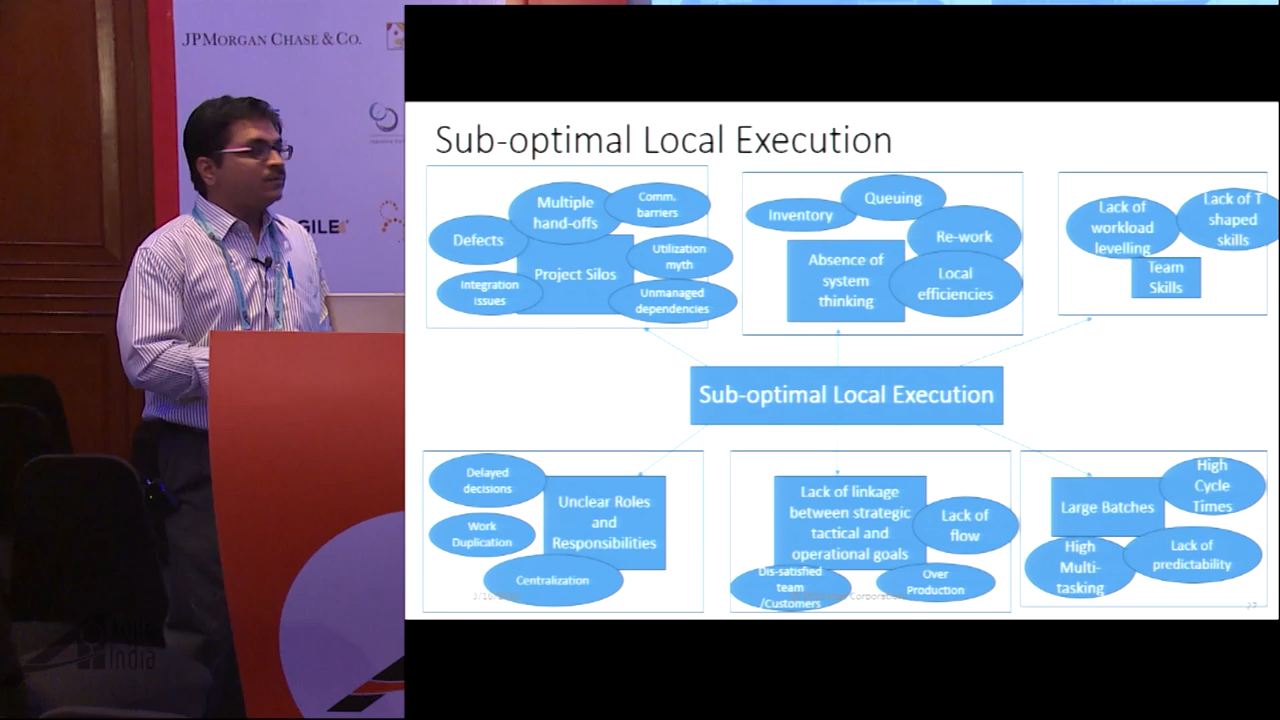 JPMORGAN CHASE & CO.
GILE
Agile
India
Sub-optimal Local Execution
Multiple
hand-offs
Comm.
barriers
Defects
Project Silos
Utilization
myth
Integration
issues
Unmanaged
dependencies
Inventory
Queuing
Absence of
system
thinking
Re-work
Local
efficiencies
Lack of
workload
levelling
Lack of T
shaped
skills
Team
Skills
Sub-optimal Local Execution
Delayed
decisions
Work
Duplication
Unclear Roles
and
Responsibilities
Centralization
Lack of linkage
between strategic
tactical and
operational goals
Lack of
flow
Dis-satisfied
team
/Customers
Over
Production
Corporation
Large Batches
High
Cycle
Times
High
Multi-
tasking
Lack of
predictability
27